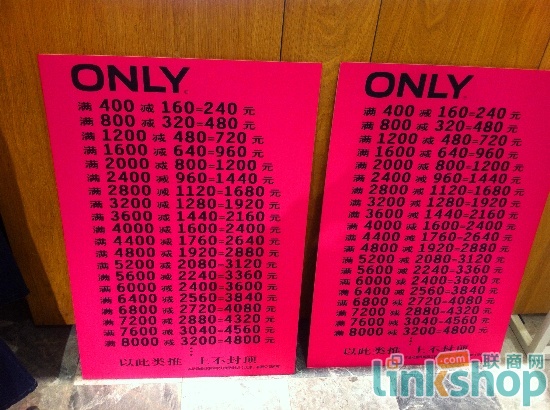 ONLY
满 400 减 160=240 元
满 800 减 320=480 元
满 1200 减 480=720 元
满 1600 减 640=960 元
满 2000 减 800=1200 元
满 2400 减 960=1440 元
满 2800 减 1120=1680 元
满 3200 减 1280=1920 元
满 3600 减 1440=2160 元
满 4000 减 1600=2400 元
满 4400 减 1760=2640 元
满 4800 减 1920=2880 元
满 5200 减 2080-3120 元
满 5600 减 2240-3360 元
满 6000 减 2400=3600 元
满 6400 减 2560=3840 元
满 6800 减 2720-4080 元
满 7200 减 2880=4320 元
满 7600 减 3040-4560 元
满 8000 减 3200=4800 元
以此类推 上不封顶
ONLY
满 400 减 160=240 元
满 800 减 320=480 元
满 1200 减 480=720 元
满 1600 减 640=960 元
满 2000 减 800=1200 元
满 2400 减 960=1440 元
满 2800 减 1120=1680 元
满 3200 减 1280=1920 元
满 3600 减 1440=2160 元
满 4000 减 1600-2400 元
满 4400 减 1760-2640 元
满 4800 减 1920-2880 元
满 5200 减 2080-3120 元
满 5600 减 2240-3360 元
满 6000 减 2400=3600 元
满 6400 减 2560=3840 元
满 6800 减 2720-4080 元
满 7200 减 2880=4320 元
满 7600 减 3040-4560 元
满 8000 减 3200=4800 元
以此类推 上不封顶
.com 联商网
linkshop